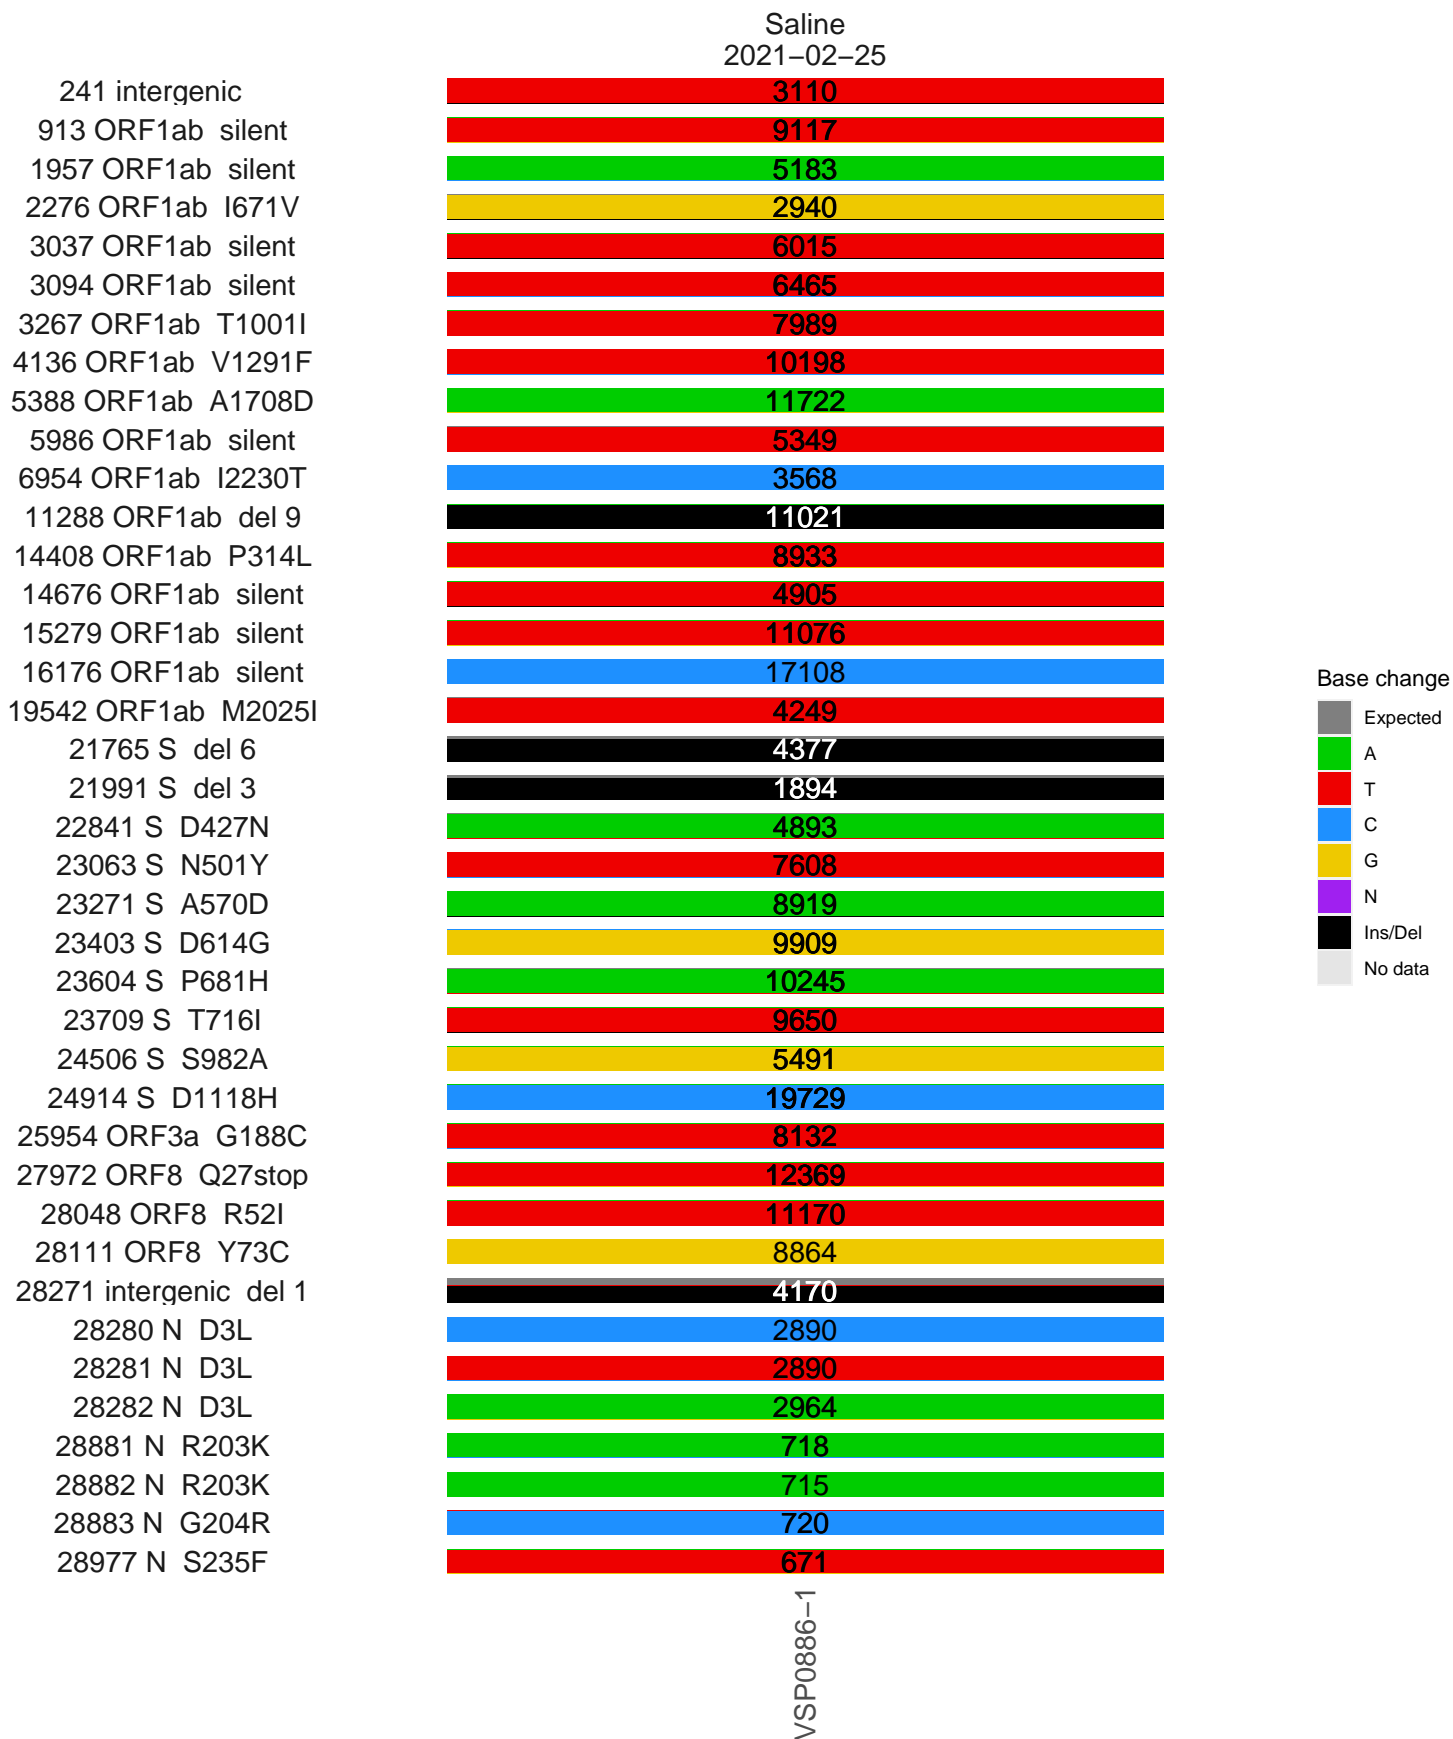 Saline
2021−02−25
241 intergenic 3110
913 ORF1ab silent 9117
1957 ORF1ab silent 5183
2276 ORF1ab I671V 2940
3037 ORF1ab silent 6015
3094 ORF1ab silent 6465
3267 ORF1ab T1001I 7989
4136 ORF1ab V1291F 10198
5388 ORF1ab A1708D 11722
5986 ORF1ab silent 5349
6954 ORF1ab I2230T 3568
11288 ORF1ab del 9 11021
14408 ORF1ab P314L 8933
14676 ORF1ab silent 4905
15279 ORF1ab silent 11076
16176 ORF1ab silent 17108
19542 ORF1ab M2025I 4249
21765 S del 6 4377
21991 S del 3 1894
22841 S D427N 4893
23063 S N501Y 7608
23271 S A570D 8919
23403 S D614G 9909
23604 S P681H 10245
23709 S T716I 9650
24506 S S982A 5491
24914 S D1118H 19729
25954 ORF3a G188C 8132
27972 ORF8 Q27stop 12369
28048 ORF8 R52I 11170
28111 ORF8 Y73C 8864
28271 intergenic del 1 4170
28280 N D3L 2890
28281 N D3L 2890
28282 N D3L 2964
28881 N R203K 718
28882 N R203K 715
28883 N G204R 720
28977 N S235F 671
VSP0886−1
Base change
Expected
A
T
C
G
N
Ins/Del
No data